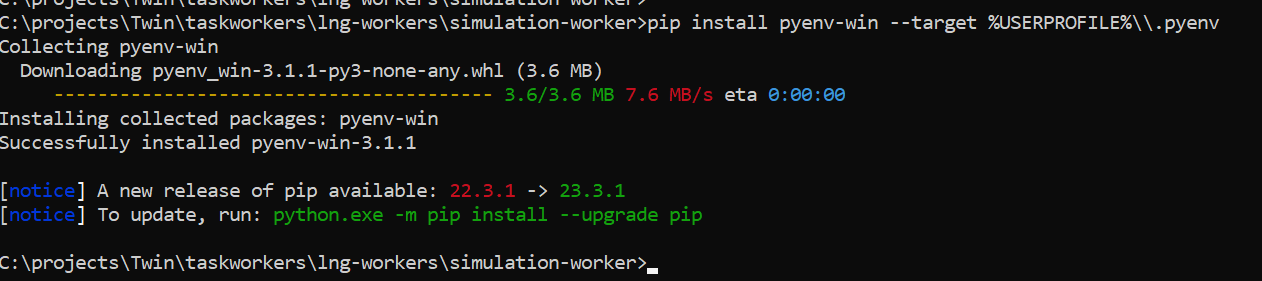 C:\projects\Twin\taskworkers\lng-workers\simulation-worker>
C:\projects\Twin\taskworkers\lng-workers\simulation-worker>pip install pyenv-win --target %USERPROFILE%\\.pyenv
Collecting pyenv-win
  Downloading pyenv_win-3.1.1-py3-none-any.whl (3.6 MB)
     ---------------------------------------- 3.6/3.6 MB 7.6 MB/s eta 0:00:00
Installing collected packages: pyenv-win
Successfully installed pyenv-win-3.1.1
[notice] A new release of pip available: 22.3.1 -> 23.3.1
[notice] To update, run: python.exe -m pip install --upgrade pip
C:\projects\Twin\taskworkers\lng-workers\simulation-worker>